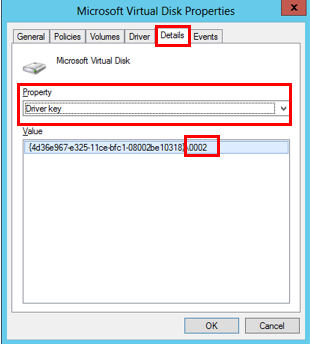 Microsoft Virtual Disk Properties
x
General Policies Volumes Driver Details Events
Microsoft Virtual Disk
Property
Driver key
Value
{4d36e967-e325-11ce-bfc1-08002be10318}\0002
OK Cancel